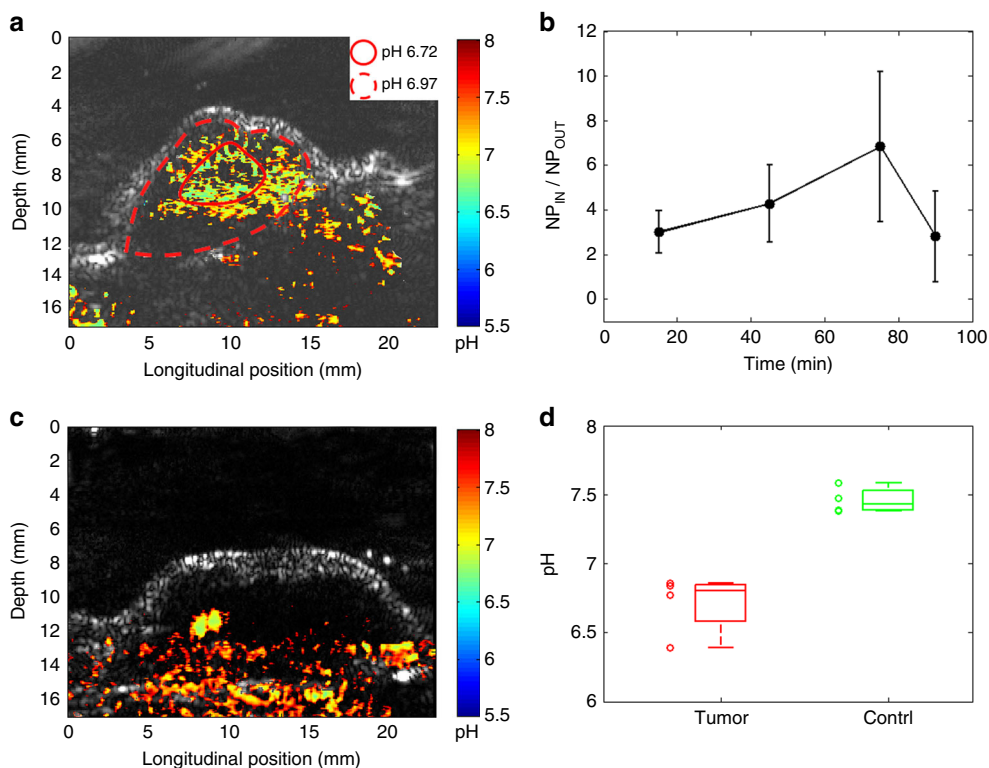 a
0
2
4
6
8
10
12
14
16
Depth (mm)
0 5 10 15 20
Longitudinal position (mm)
pH 6.72
pH 6.97
8
7.5
7
6.5
6
5.5
pH
b
12
10
8
6
4
2
0
NP_IN / NP_OUT
0 20 40 60 80 100
Time (min)
c
0
2
4
6
8
10
12
14
16
Depth (mm)
0 5 10 15 20
Longitudinal position (mm)
8
7.5
7
6.5
6
5.5
pH
d
8
7.5
7
6.5
6
pH
Tumor Contrl